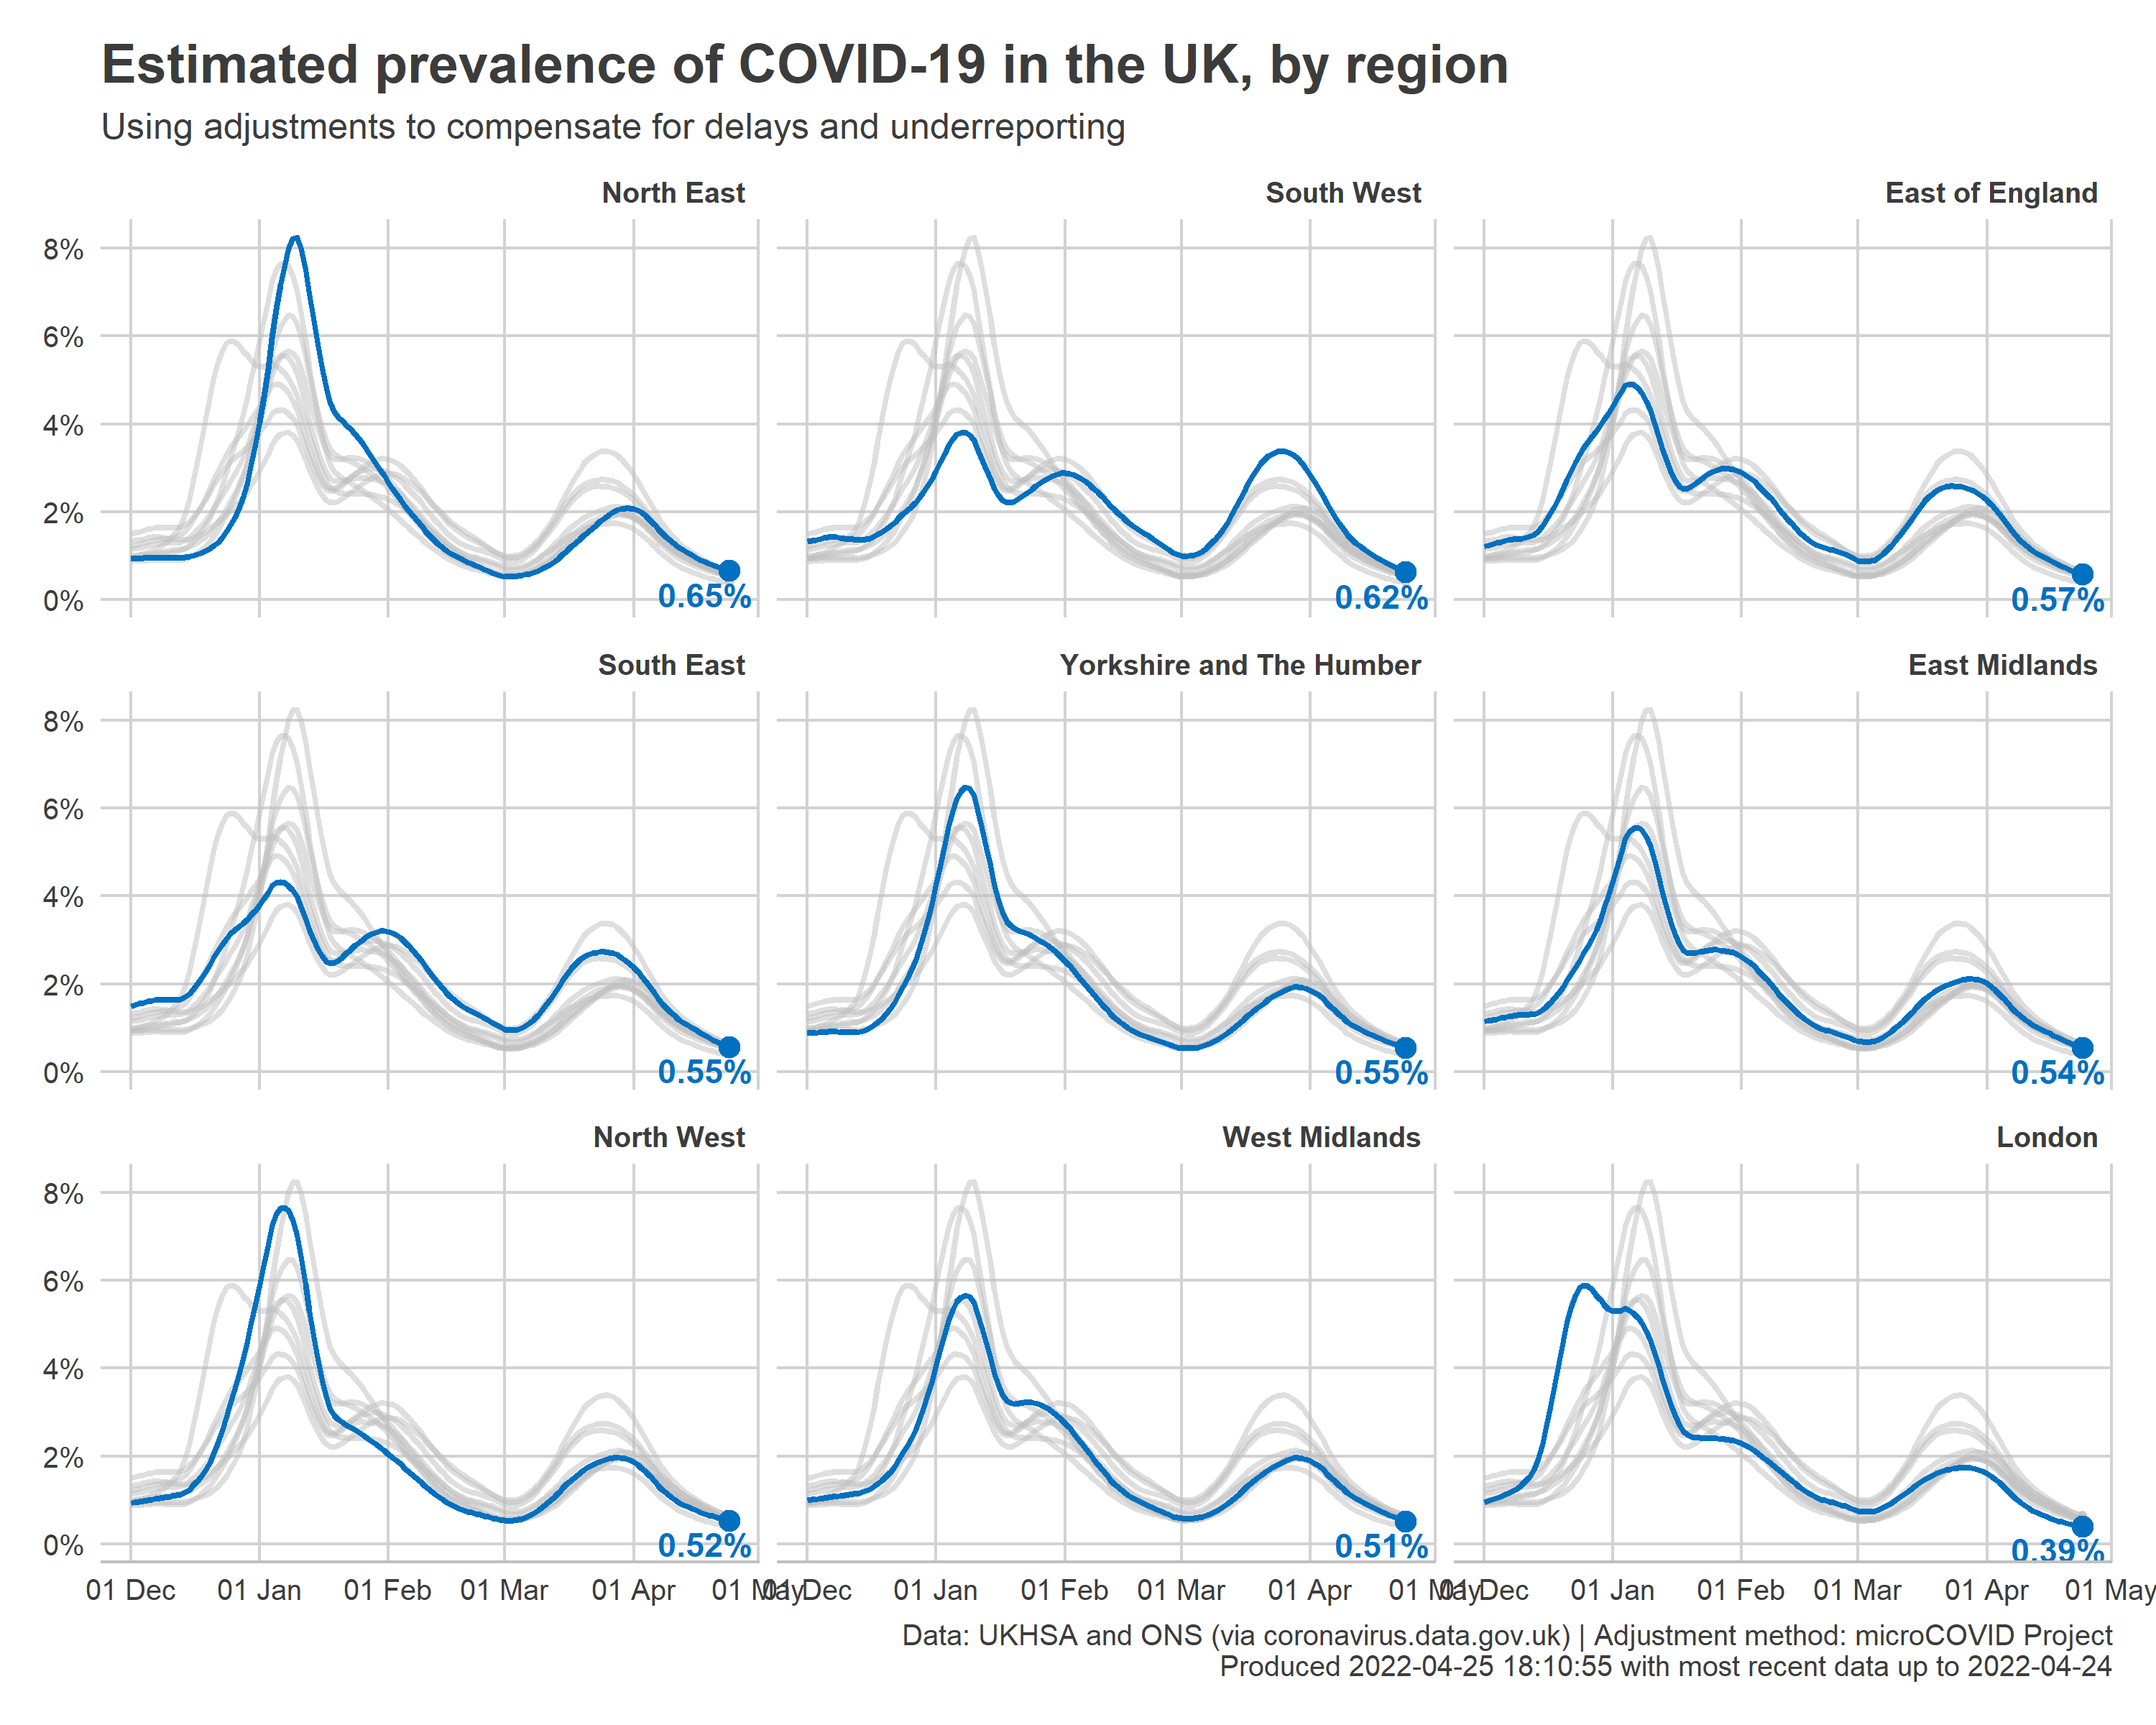 Estimated prevalence of COVID-19 in the UK, by region
Using adjustments to compensate for delays and underreporting
North East
South West
East of England
8%
6%
4%
2%
0%
0.65%
0.62%
0.57%
South East
Yorkshire and The Humber
East Midlands
8%
6%
4%
2%
0%
0.55%
0.55%
0.54%
North West
West Midlands
London
8%
6%
4%
2%
0%
0.52%
0.51%
0.39%
01 Dec 01 Jan 01 Feb 01 Mar 01 Apr 01 May
01 Dec 01 Jan 01 Feb 01 Mar 01 Apr 01 May
01 Dec 01 Jan 01 Feb 01 Mar 01 Apr 01 May
Data: UKHSA and ONS (via coronavirus.data.gov.uk) | Adjustment method: microCOVID Project
Produced 2022-04-25 18:10:55 with most recent data up to 2022-04-24